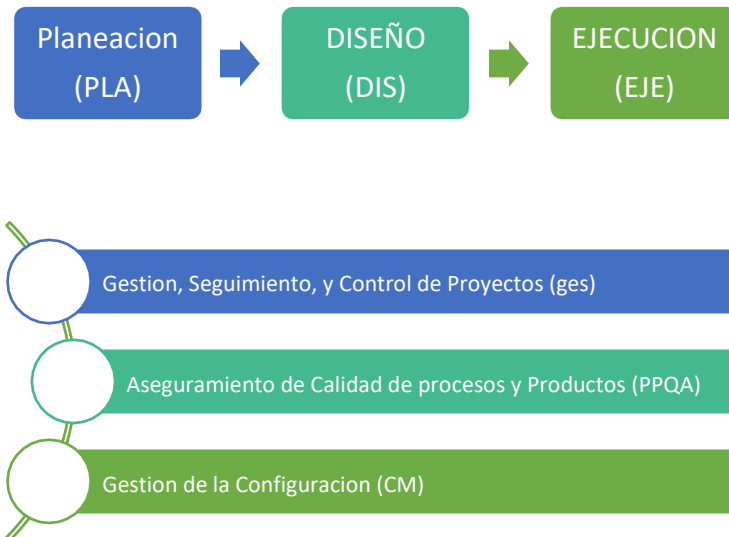 Planeacion
(PLA)
DISEÑO
(DIS)
EJECUCION
(EJE)
Gestion, Seguimiento, y Control de Proyectos (ges)
Aseguramiento de Calidad de procesos y Productos (PPQA)
Gestion de la Configuracion (CM)